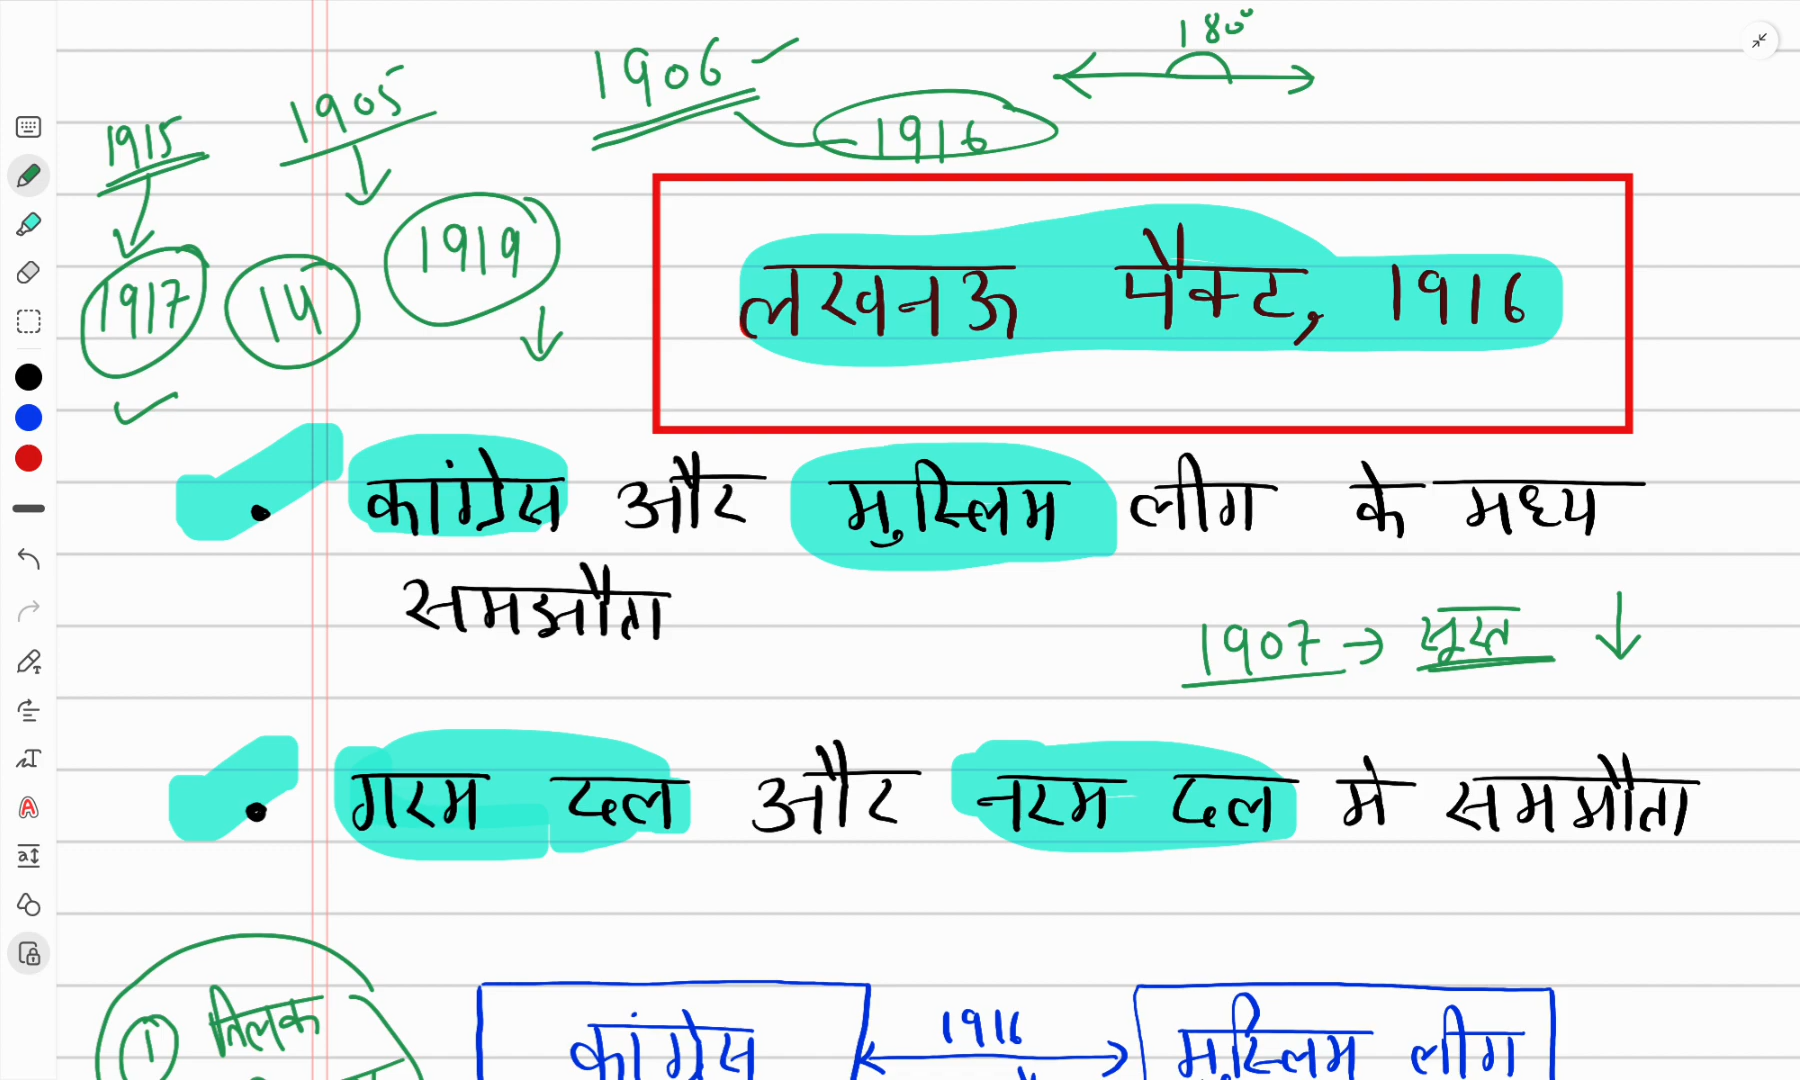 180°
1906
1905
1915
1916
1919
1917
14
लखनऊ पैक्ट, 1916
• कांग्रेस और मुस्लिम लीग के मध्य
समझौता
1907 → सूरत ↓
• गरम दल और नरम दल मे समझौता
① तिलक
1916
कांग्रेस
मुस्लिम लीग